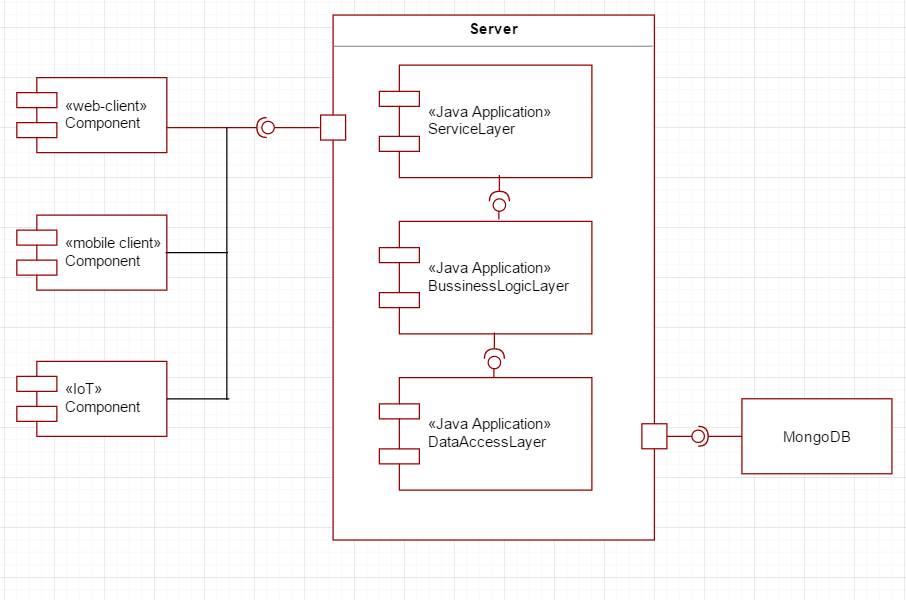 Server
«web-client»
Component
«Java Application»
ServiceLayer
«mobile client»
Component
«Java Application»
BussinessLogicLayer
«IoT»
Component
«Java Application»
DataAccessLayer
MongoDB